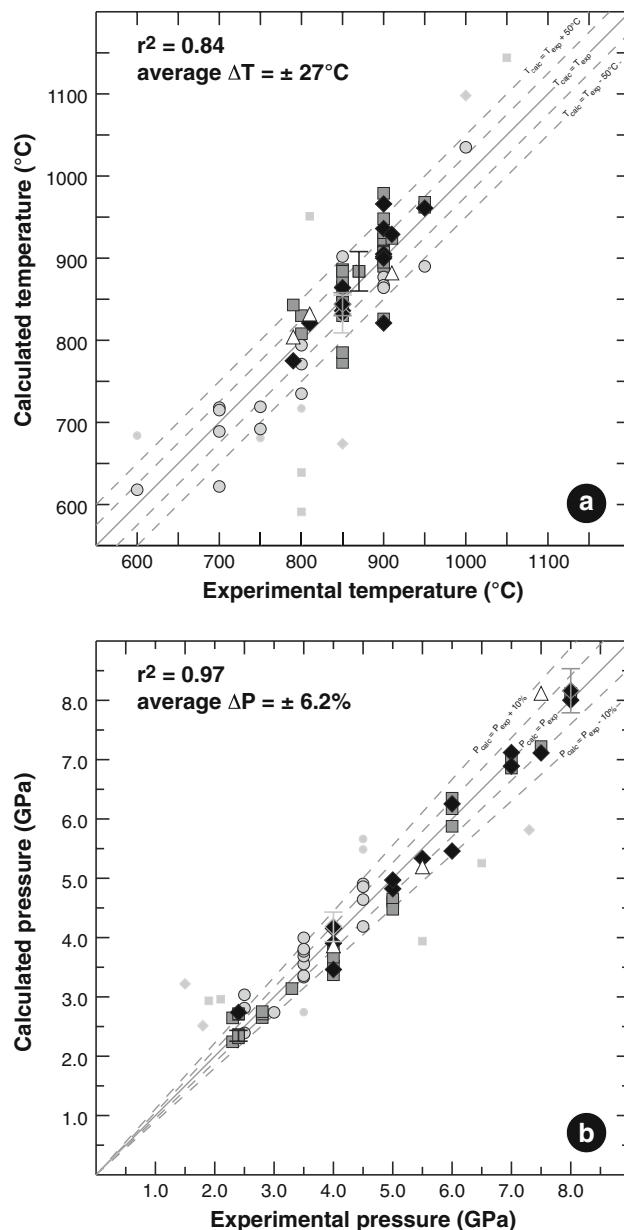 r² = 0.84
average ΔT = ± 27°C
T_calc = T_exp + 50°C
T_calc = T_exp
T_calc = T_exp - 50°C
1100
1000
900
800
700
600
Calculated temperature (°C)
a
600 700 800 900 1000 1100
Experimental temperature (°C)
r² = 0.97
average ΔP = ± 6.2%
P_calc = P_exp + 10%
P_calc = P_exp
P_calc = P_exp - 10%
8.0
7.0
6.0
5.0
4.0
3.0
2.0
1.0
Calculated pressure (GPa)
b
1.0 2.0 3.0 4.0 5.0 6.0 7.0 8.0
Experimental pressure (GPa)